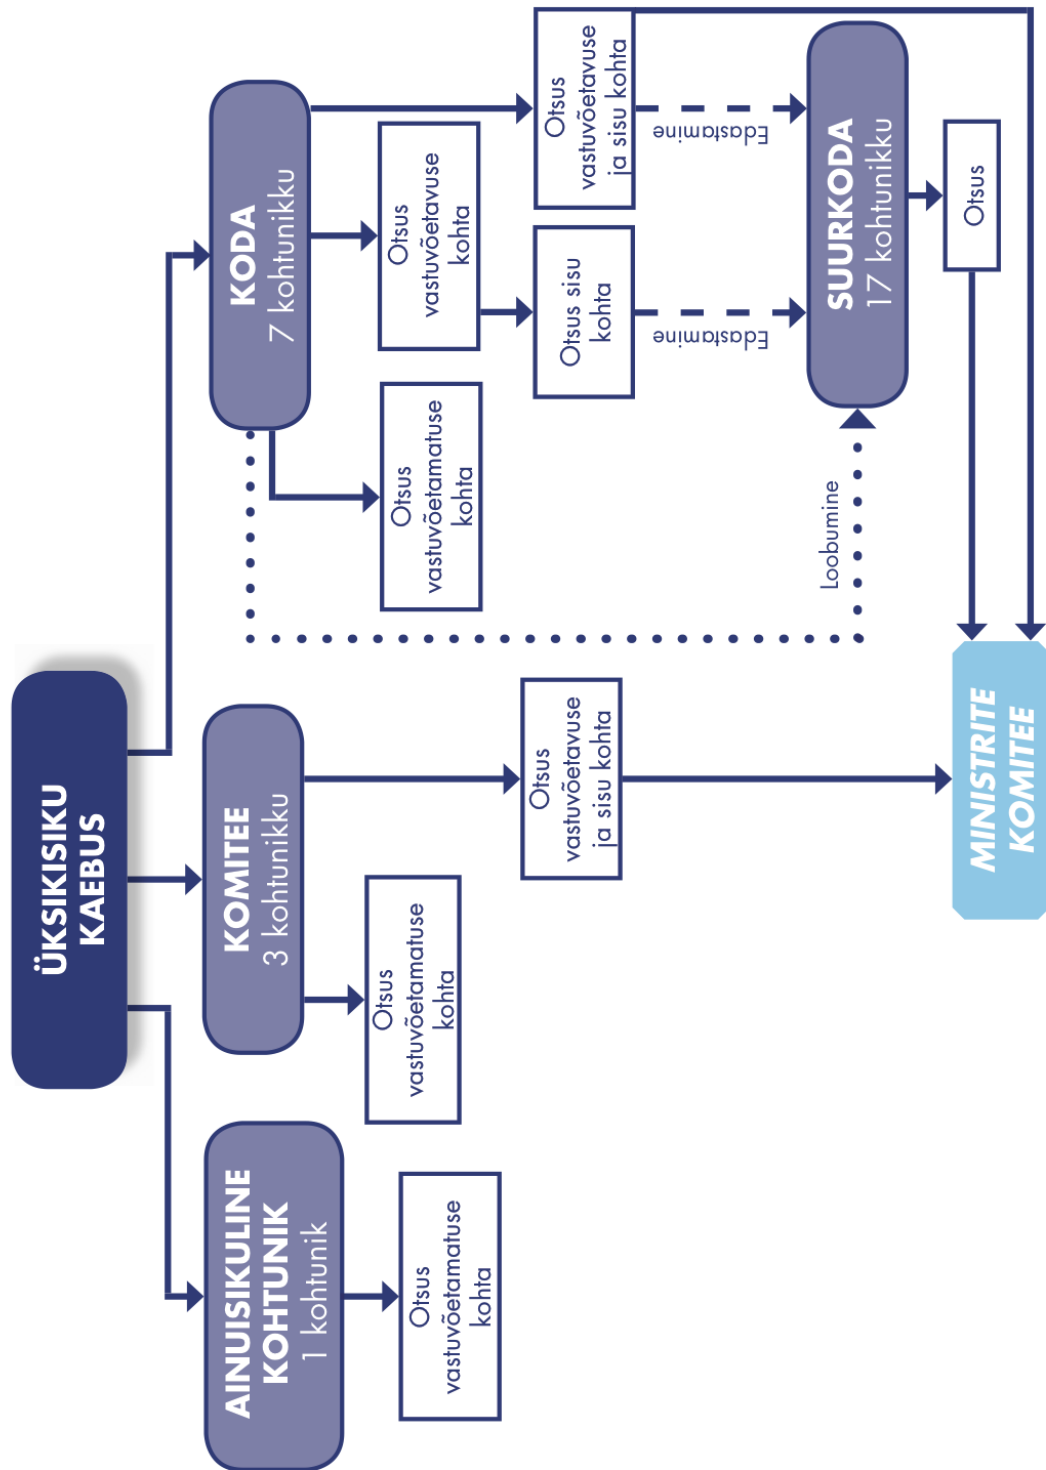 ÜKSIKISIKU
KAEBUS
AINUISIKULINE
KOHTUNIK
1 kohtunik
KOMITEE
3 kohtunikku
KODA
7 kohtunikku
Otsus
vastuvõetamatuse
kohta
Otsus
vastuvõetamatuse
kohta
Otsus
vastuvõetamatuse
kohta
Otsus
vastuvõetavuse
kohta
Otsus
vastuvõetavuse
ja sisu kohta
Otsus sisu
kohta
Otsus
vastuvõetavuse
ja sisu kohta
Edastamine
Edastamine
Loobumine
SUURKODA
17 kohtunikku
Otsus
MINISTRITE
KOMITEE